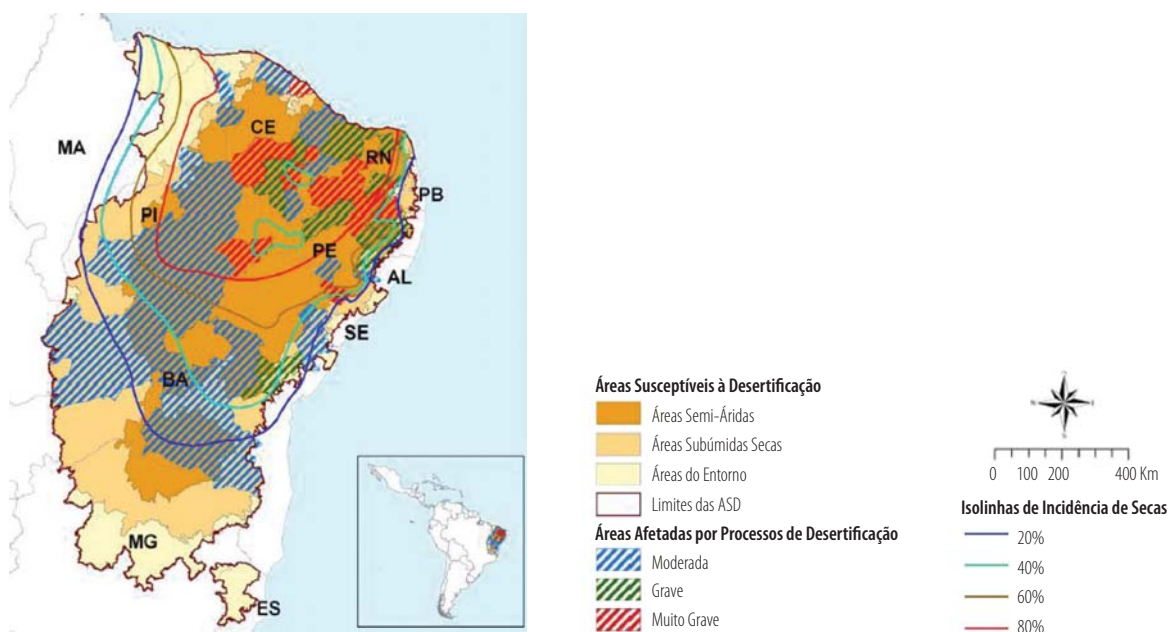 MA
CE
RN
PB
PI
PE
AL
SE
BA
MG
ES
Áreas Susceptíveis à Desertificação
Áreas Semi-Áridas
Áreas Subúmidas Secas
Áreas do Entorno
Limites das ASD
Áreas Afetadas por Processos de Desertificação
Moderada
Grave
Muito Grave
0 100 200 400 Km
Isolinhas de Incidência de Secas
20%
40%
60%
80%